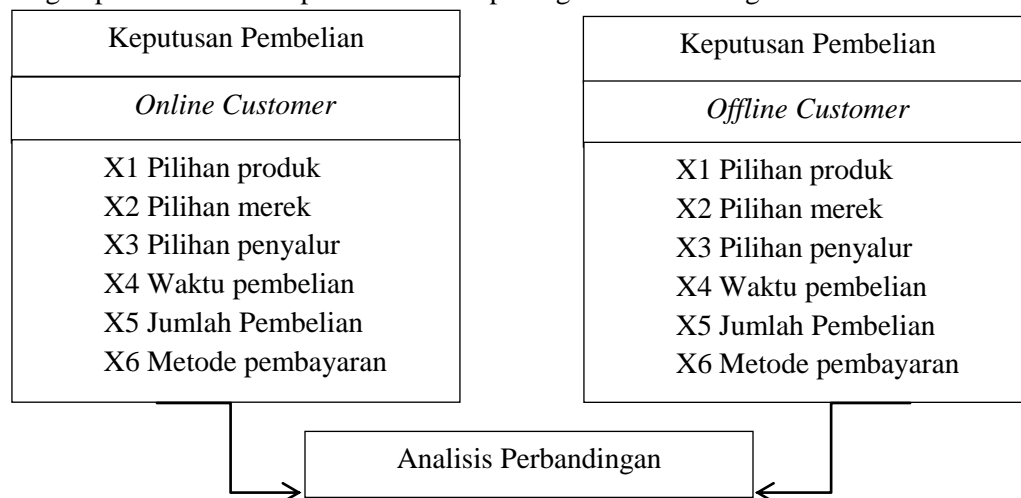 Keputusan Pembelian
Online Customer
X1 Pilihan produk
X2 Pilihan merek
X3 Pilihan penyalur
X4 Waktu pembelian
X5 Jumlah Pembelian
X6 Metode pembayaran
Keputusan Pembelian
Offline Customer
X1 Pilihan produk
X2 Pilihan merek
X3 Pilihan penyalur
X4 Waktu pembelian
X5 Jumlah Pembelian
X6 Metode pembayaran
Analisis Perbandingan